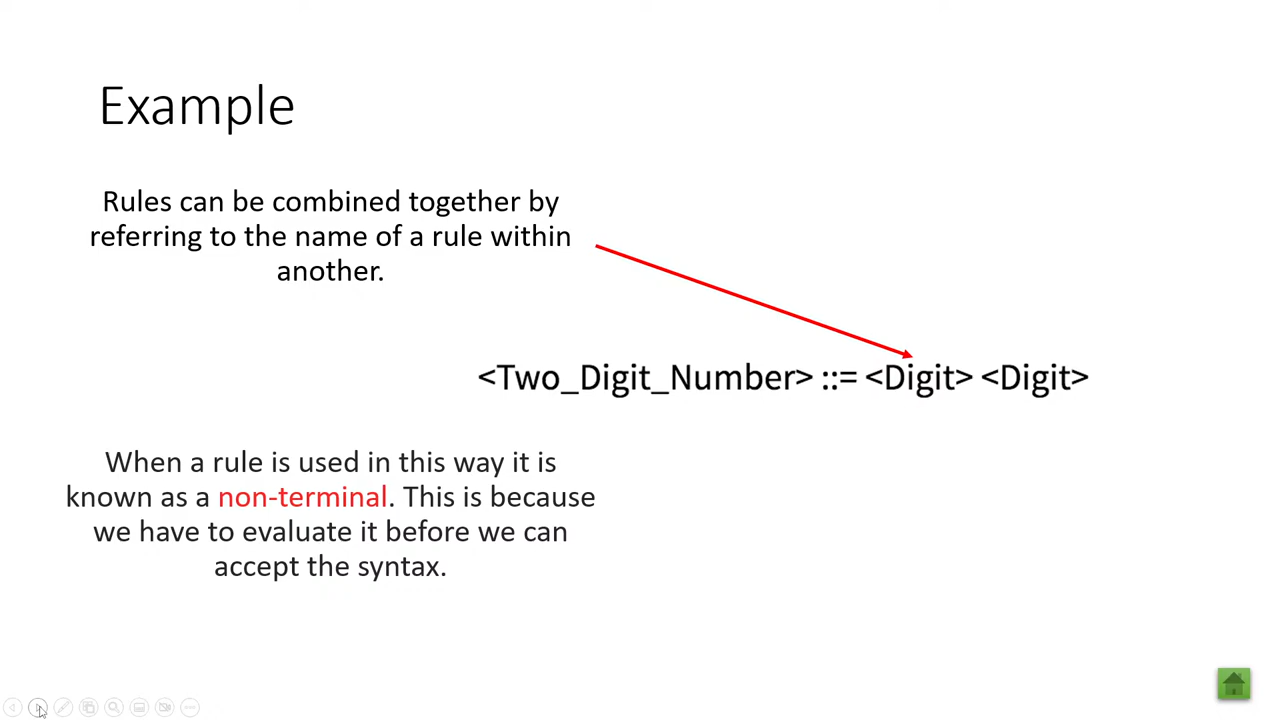 Example
Rules can be combined together by
referring to the name of a rule within
another.
<Two_Digit_Number> ::= <Digit> <Digit>
When a rule is used in this way it is
known as a non-terminal. This is because
we have to evaluate it before we can
accept the syntax.